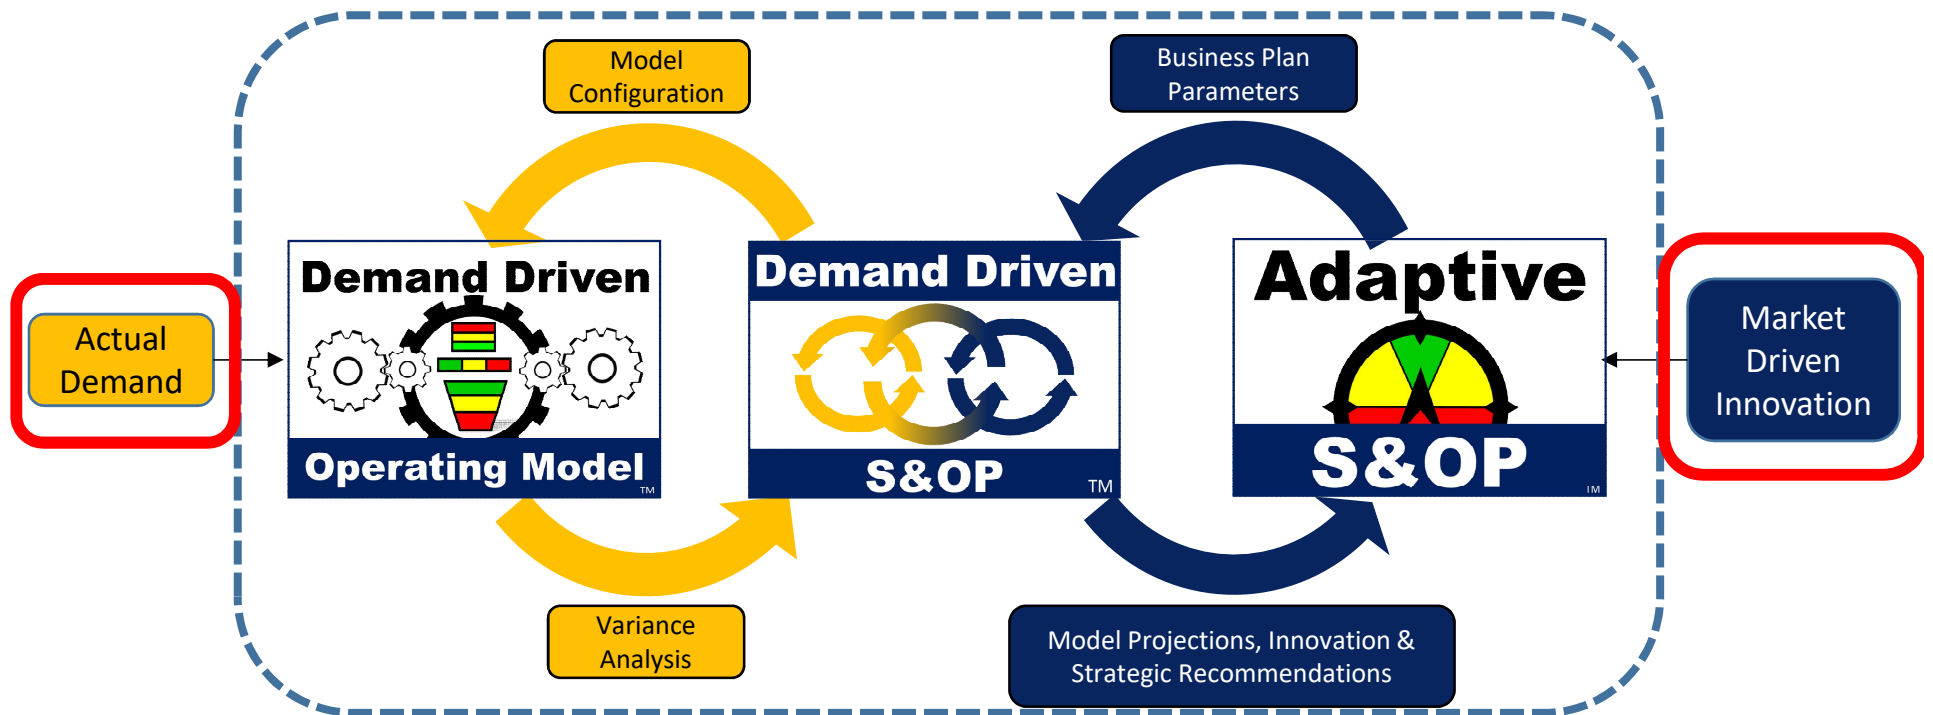 Model
Configuration
Business Plan
Parameters
Actual
Demand
Demand Driven
Operating Model
TM
Demand Driven
S&OP
TM
Adaptive
S&OP
TM
Market
Driven
Innovation
Variance
Analysis
Model Projections, Innovation &
Strategic Recommendations